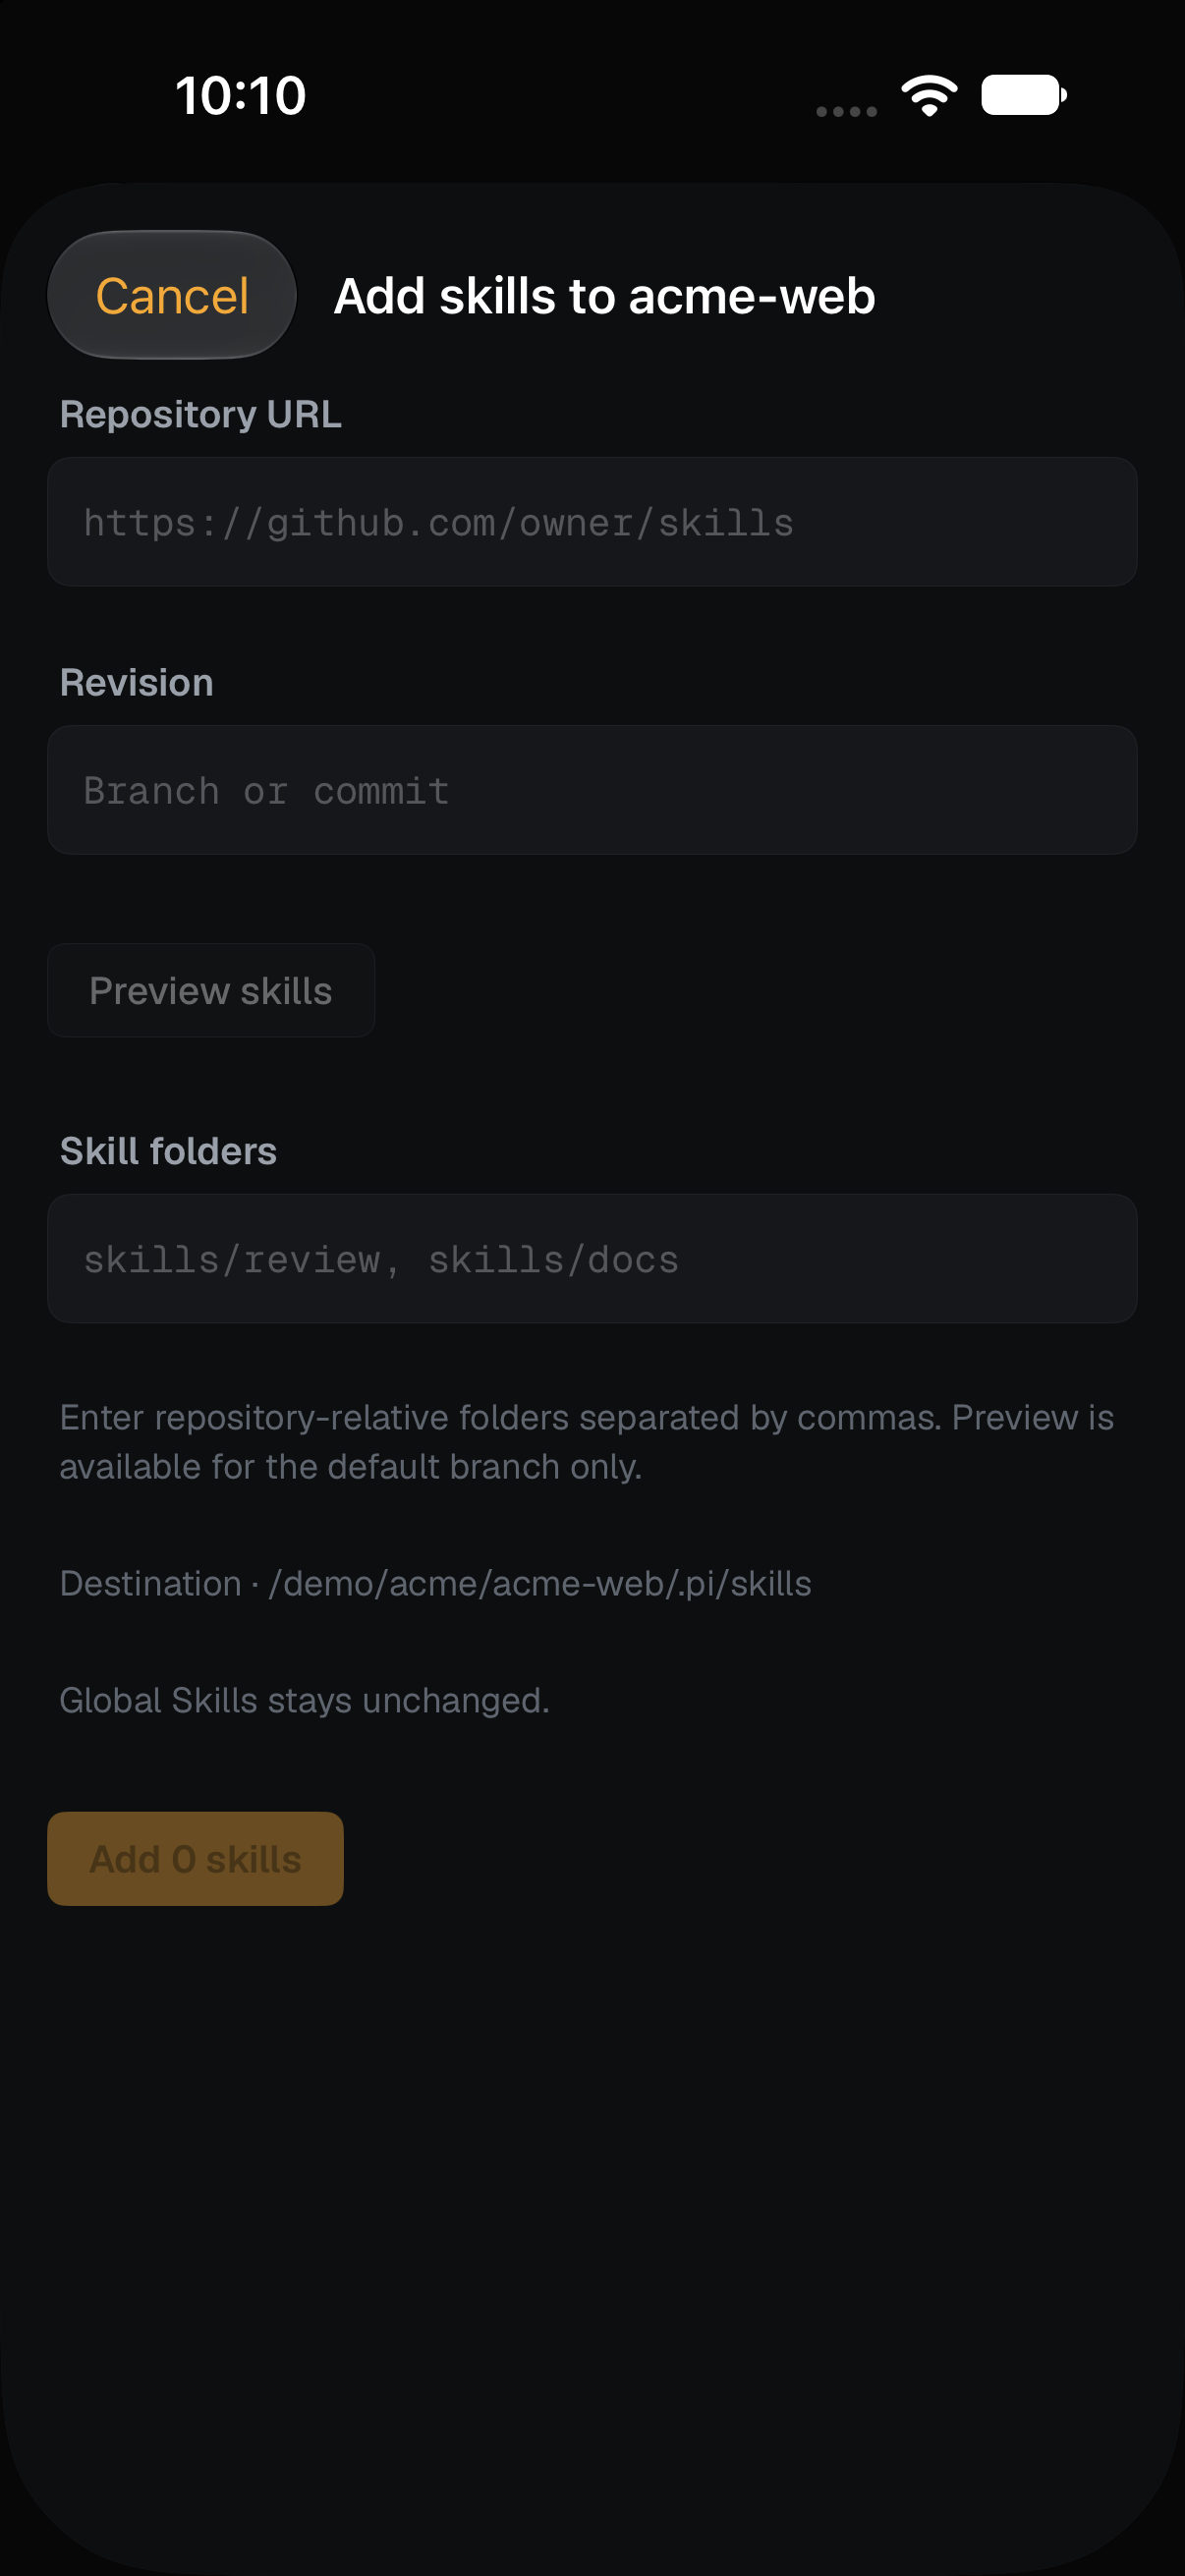 10:10
Cancel
Add skills to acme-web
Repository URL
https://github.com/owner/skills
Revision
Branch or commit
Preview skills
Skill folders
skills/review, skills/docs
Enter repository-relative folders separated by commas. Preview is
available for the default branch only.
Destination · /demo/acme/acme-web/.pi/skills
Global Skills stays unchanged.
Add 0 skills